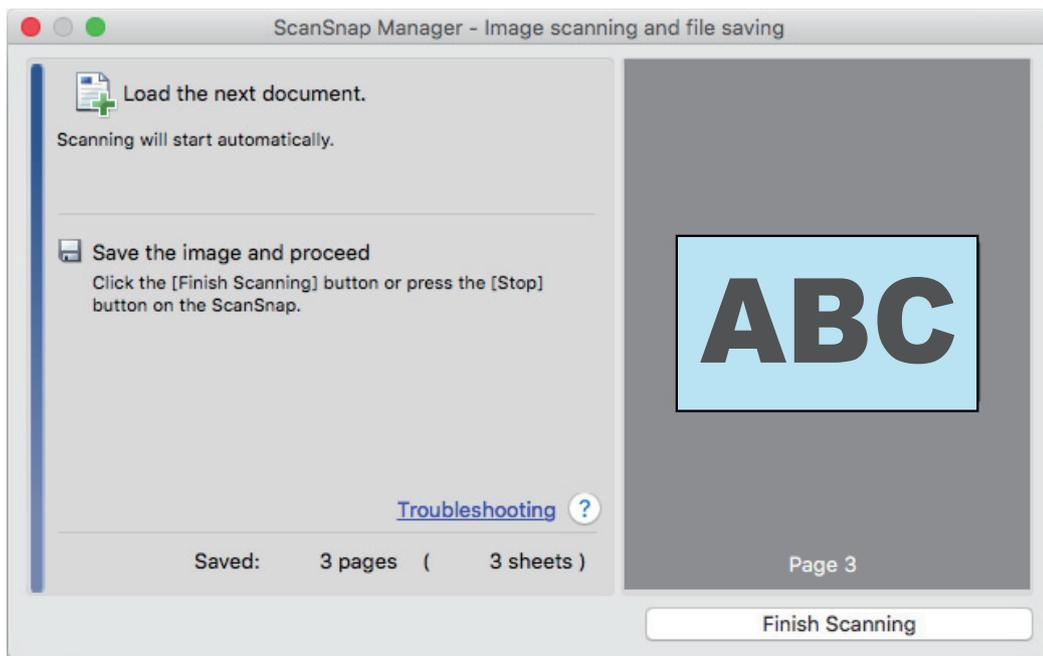 ScanSnap Manager - Image scanning and file saving
Load the next document.
Scanning will start automatically.
Save the image and proceed
Click the [Finish Scanning] button or press the [Stop]
button on the ScanSnap.
Troubleshooting ?
Saved: 3 pages ( 3 sheets )
ABC
Page 3
Finish Scanning